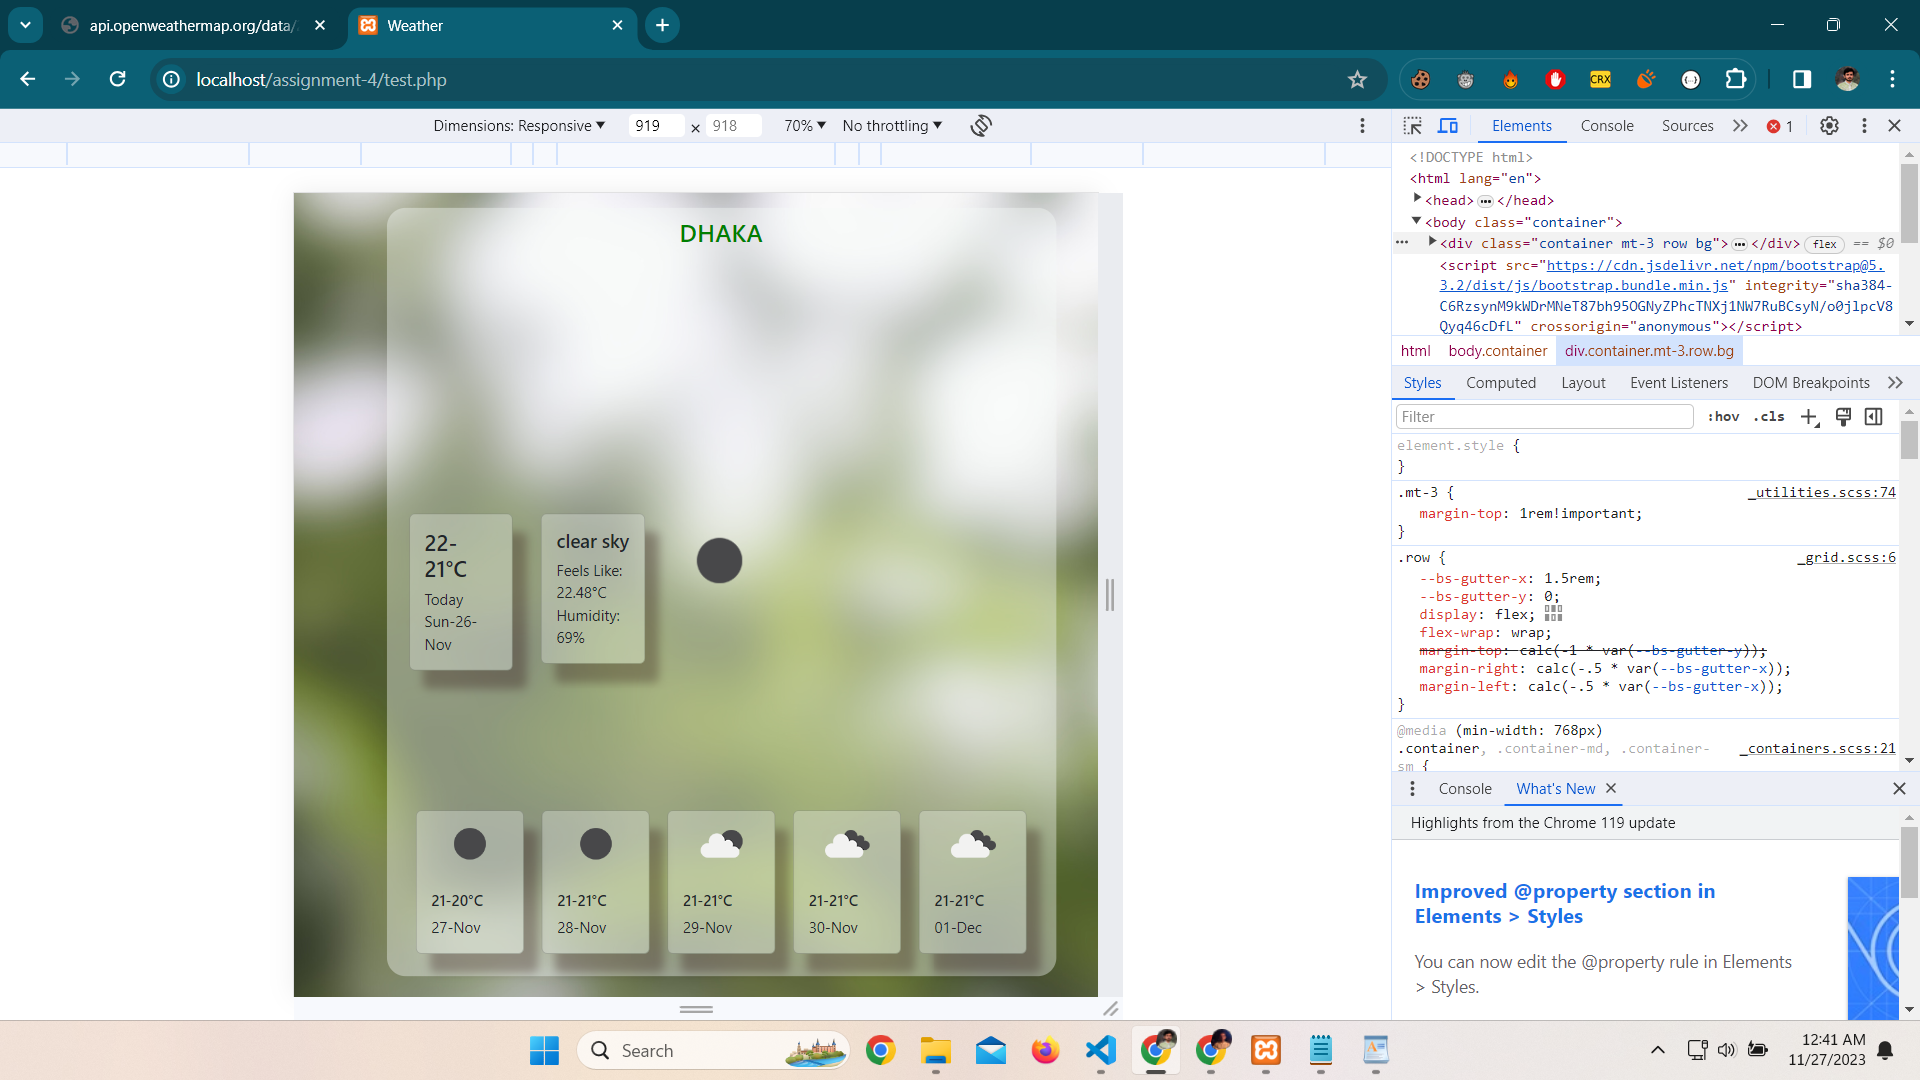 api.openweathermap.org/data/
Weather
localhost/assignment-4/test.php
CRX
Dimensions: Responsive 919 × 918 70% No throttling
Elements Console Sources 1
<!DOCTYPE html>
<html lang="en">
<head>…</head>
<body class="container">
<div class="container mt-3 row bg">…</div> flex == $0
<script src="https://cdn.jsdelivr.net/npm/bootstrap@5.
3.2/dist/js/bootstrap.bundle.min.js" integrity="sha384-
C6RzsynM9kWDrMNeT87bh95OGNyZPhcTNXj1NW7RuBCsyN/o0jlpcV8
Qyq46cDfL" crossorigin="anonymous"></script>
html body.container div.container.mt-3.row.bg
Styles Computed Layout Event Listeners DOM Breakpoints
Filter :hov .cls
element.style {
}
.mt-3 { _utilities.scss:74
margin-top: 1rem!important;
}
.row { _grid.scss:6
--bs-gutter-x: 1.5rem;
--bs-gutter-y: 0;
display: flex;
flex-wrap: wrap;
margin-top: calc(-1 * var(--bs-gutter-y));
margin-right: calc(-.5 * var(--bs-gutter-x));
margin-left: calc(-.5 * var(--bs-gutter-x));
}
@media (min-width: 768px)
.container, .container-md, .container- _containers.scss:21
sm {
Console What's New
Highlights from the Chrome 119 update
Improved @property section in
Elements > Styles
You can now edit the @property rule in Elements
> Styles.
DHAKA
22-
21°C
Today
Sun-26-
Nov
clear sky
Feels Like:
22.48°C
Humidity:
69%
21-20°C
27-Nov
21-21°C
28-Nov
21-21°C
29-Nov
21-21°C
30-Nov
21-21°C
01-Dec
Search
12:41 AM
11/27/2023